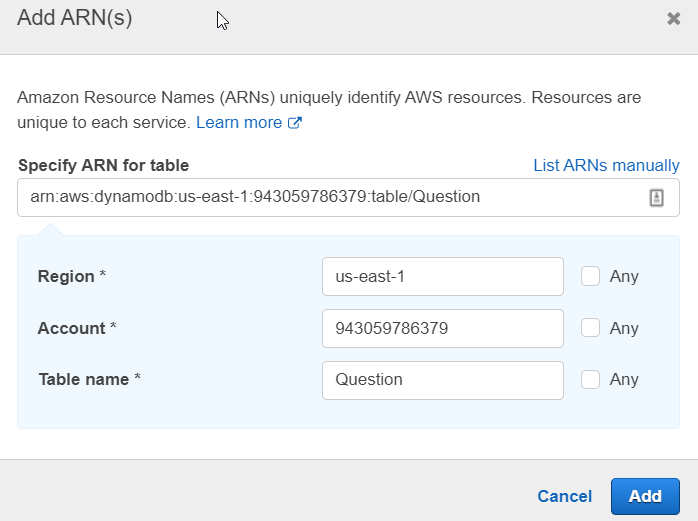 Add ARN(s)
Amazon Resource Names (ARNs) uniquely identify AWS resources. Resources are
unique to each service. Learn more
Specify ARN for table List ARNs manually
arn:aws:dynamodb:us-east-1:943059786379:table/Question
Region * us-east-1 Any
Account * 943059786379 Any
Table name * Question Any
Cancel Add